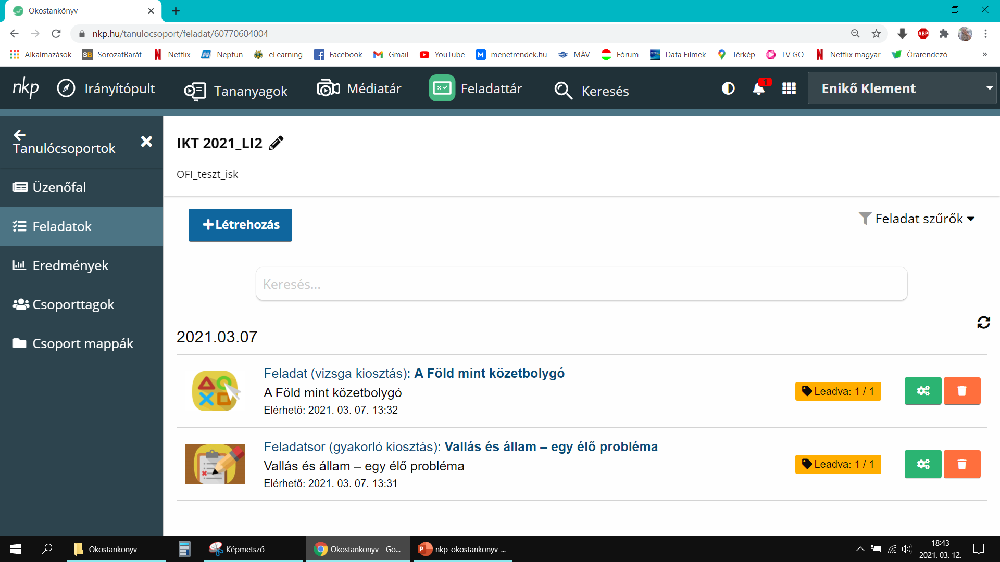 Okostankönyv
nkp.hu/tanulocsoport/feladat/60770604004
ABP
Alkalmazások
SB SorozatBarát
Netflix
Neptun
eLearning
Facebook
Gmail
YouTube
M menetrendek.hu
MÁV
Fórum
Data Filmek
Térkép
TV GO
Netflix magyar
Órarendező
»
nkp
Irányítópult
Tananyagok
Médiatár
Feladattár
Keresés
1
Enikő Klement
Tanulócsoportok
Üzenőfal
Feladatok
Eredmények
Csoporttagok
Csoport mappák
IKT 2021_LI2
OFI_teszt_isk
+Létrehozás
Feladat szűrők
Keresés...
2021.03.07
Feladat (vizsga kiosztás): A Föld mint közetbolygó
A Föld mint közetbolygó
Elérhető: 2021. 03. 07. 13:32
Leadva: 1 / 1
Feladatsor (gyakorló kiosztás): Vallás és állam – egy élő probléma
Vallás és állam – egy élő probléma
Elérhető: 2021. 03. 07. 13:31
Leadva: 1 / 1
Okostankönyv
Képmetsző
Okostankönyv - Go...
nkp_okostankonyv_...
18:43
2021. 03. 12.